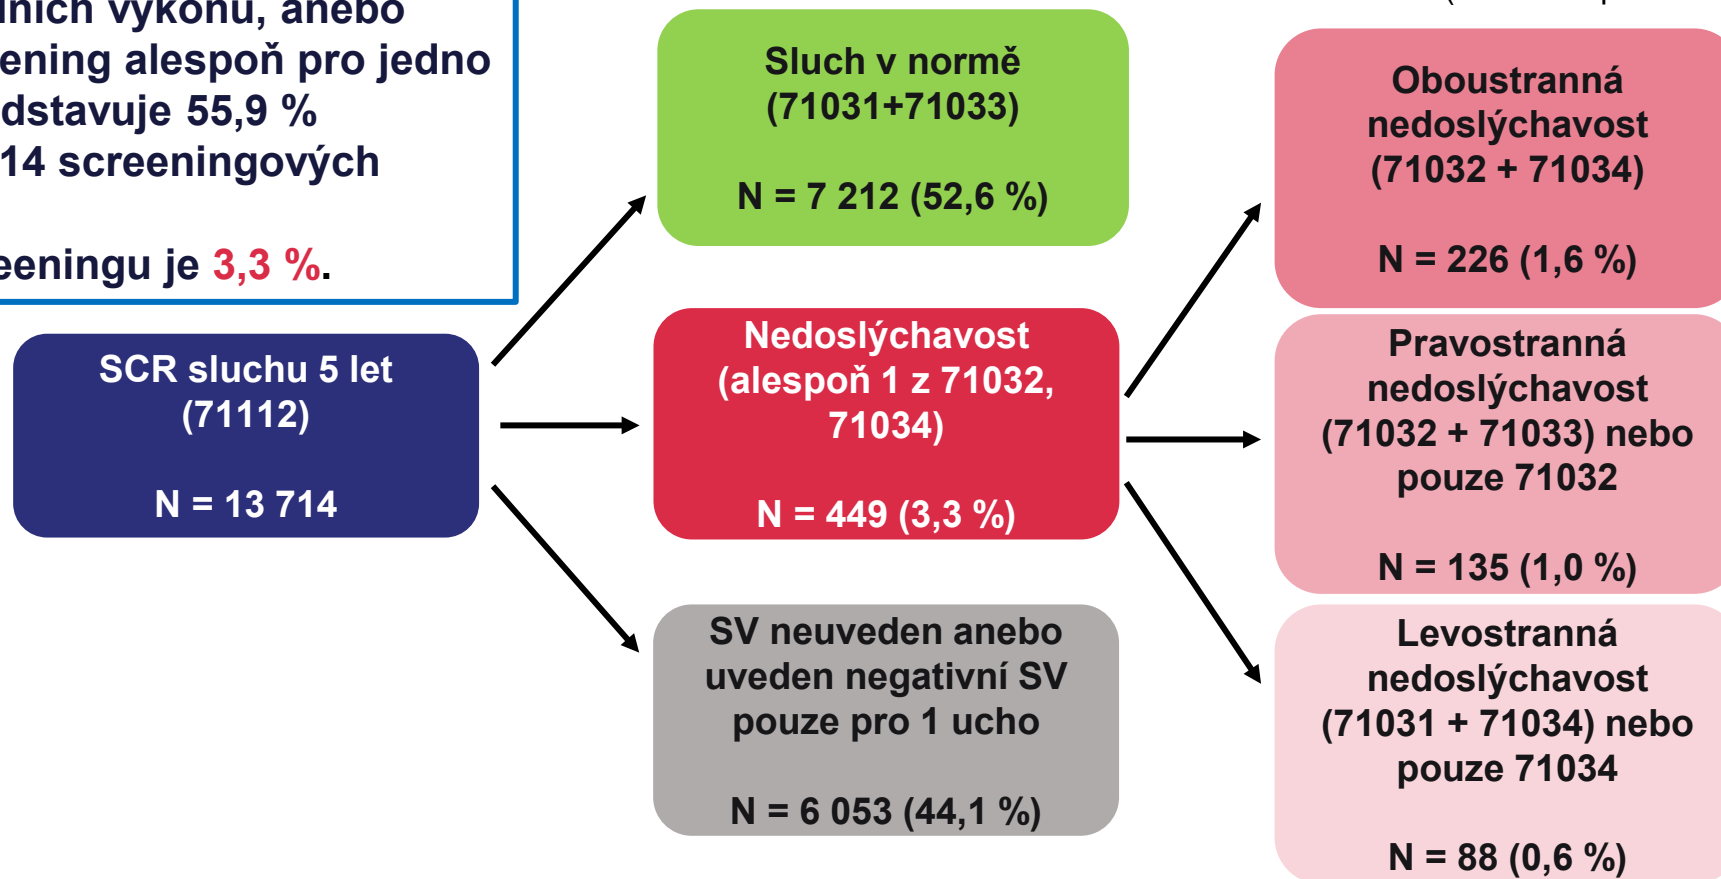 dních výkonů, anebo
ening alespoň pro jedno
dstavuje 55,9 %
14 screeningových
eeningu je 3,3 %.
SCR sluchu 5 let
(71112)
N = 13 714
Sluch v normě
(71031+71033)
N = 7 212 (52,6 %)
Nedoslýchavost
(alespoň 1 z 71032,
71034)
N = 449 (3,3 %)
SV neuveden anebo
uveden negativní SV
pouze pro 1 ucho
N = 6 053 (44,1 %)
Oboustranná
nedoslýchavost
(71032 + 71034)
N = 226 (1,6 %)
Pravostranná
nedoslýchavost
(71032 + 71033) nebo
pouze 71032
N = 135 (1,0 %)
Levostranná
nedoslýchavost
(71031 + 71034) nebo
pouze 71034
N = 88 (0,6 %)